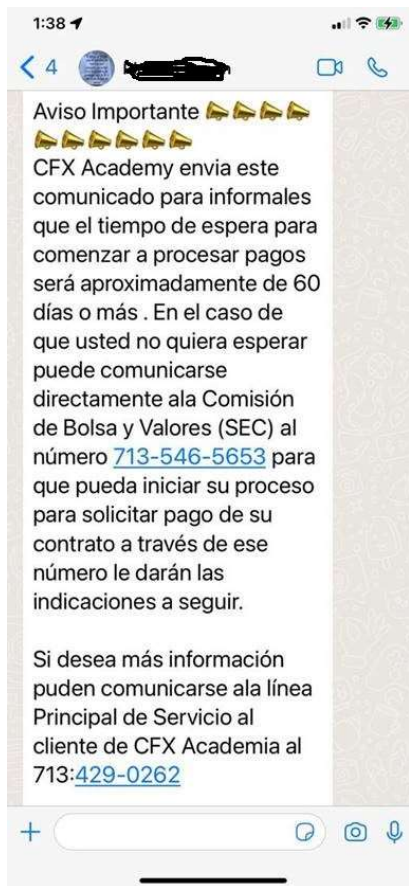 1:38
4
Aviso Importante
CFX Academy envia este
comunicado para informales
que el tiempo de espera para
comenzar a procesar pagos
será aproximadamente de 60
días o más . En el caso de
que usted no quiera esperar
puede comunicarse
directamente ala Comisión
de Bolsa y Valores (SEC) al
número 713-546-5653 para
que pueda iniciar su proceso
para solicitar pago de su
contrato a través de ese
número le darán las
indicaciones a seguir.
Si desea más información
puden comunicarse ala línea
Principal de Servicio al
cliente de CFX Academia al
713:429-0262